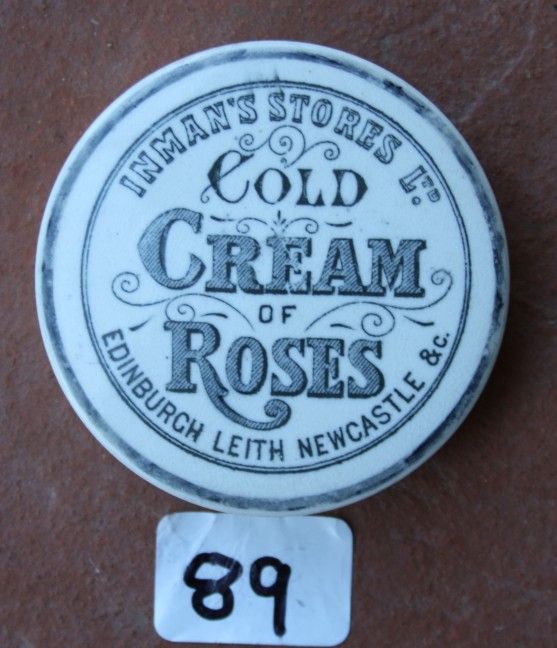 INMAN'S STORES LTD.
COLD
CREAM
OF
ROSES
EDINBURGH LEITH NEWCASTLE &c.
89